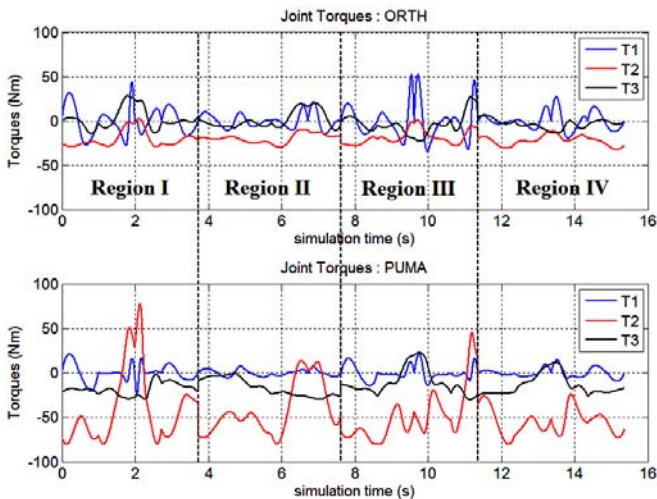 Joint Torques : ORTH
100
50
0
-50
-100
Torques (Nm)
T1
T2
T3
Region I
Region II
Region III
Region IV
0 2 4 6 8 10 12 14 16
simulation time (s)
Joint Torques : PUMA
100
50
0
-50
-100
Torques (Nm)
T1
T2
T3
0 2 4 6 8 10 12 14 16
simulation time (s)